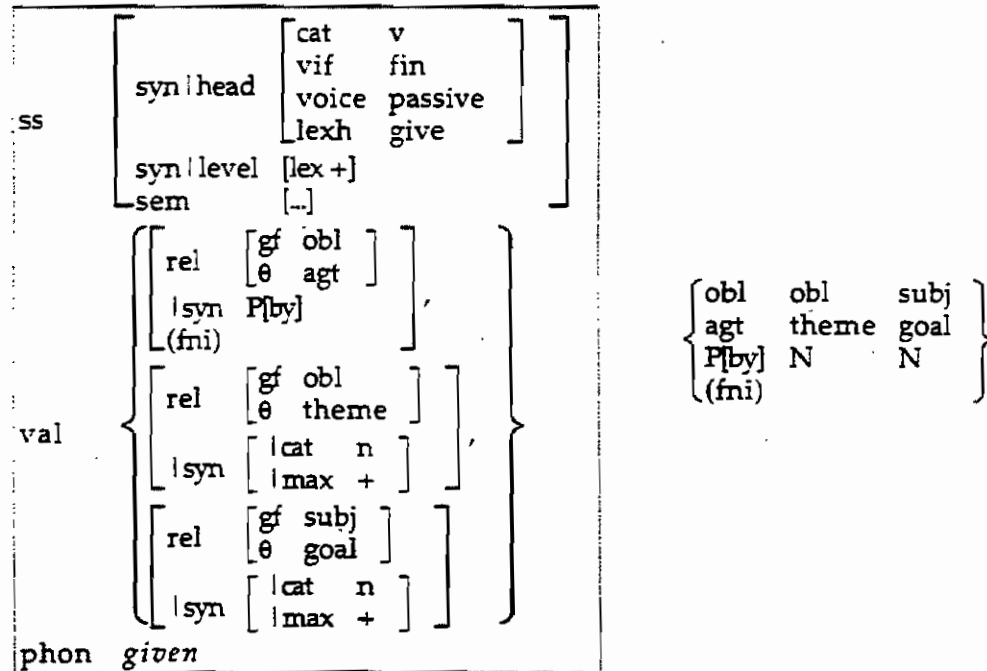 cat v
vif fin
syn|head voice passive
lexh give
ss
syn|level [lex +]
sem [...]
rel [gf obl
θ agt]
|syn P[by]
(fni)
,
rel [gf obl
θ theme]
|syn [|cat n
|max +]
,
val
rel [gf subj
θ goal]
|syn [|cat n
|max +]
phon given
obl obl subj
agt theme goal
P[by] N N
(fni)